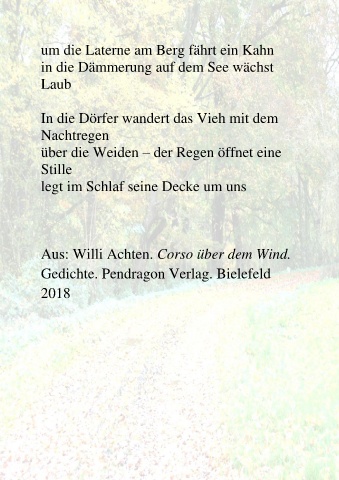 um die Laterne am Berg fährt ein Kahn
in die Dämmerung auf dem See wächst
Laub
In die Dörfer wandert das Vieh mit dem
Nachtregen
über die Weiden – der Regen öffnet eine
Stille
legt im Schlaf seine Decke um uns
Aus: Willi Achten. Corso über dem Wind.
Gedichte. Pendragon Verlag. Bielefeld
2018